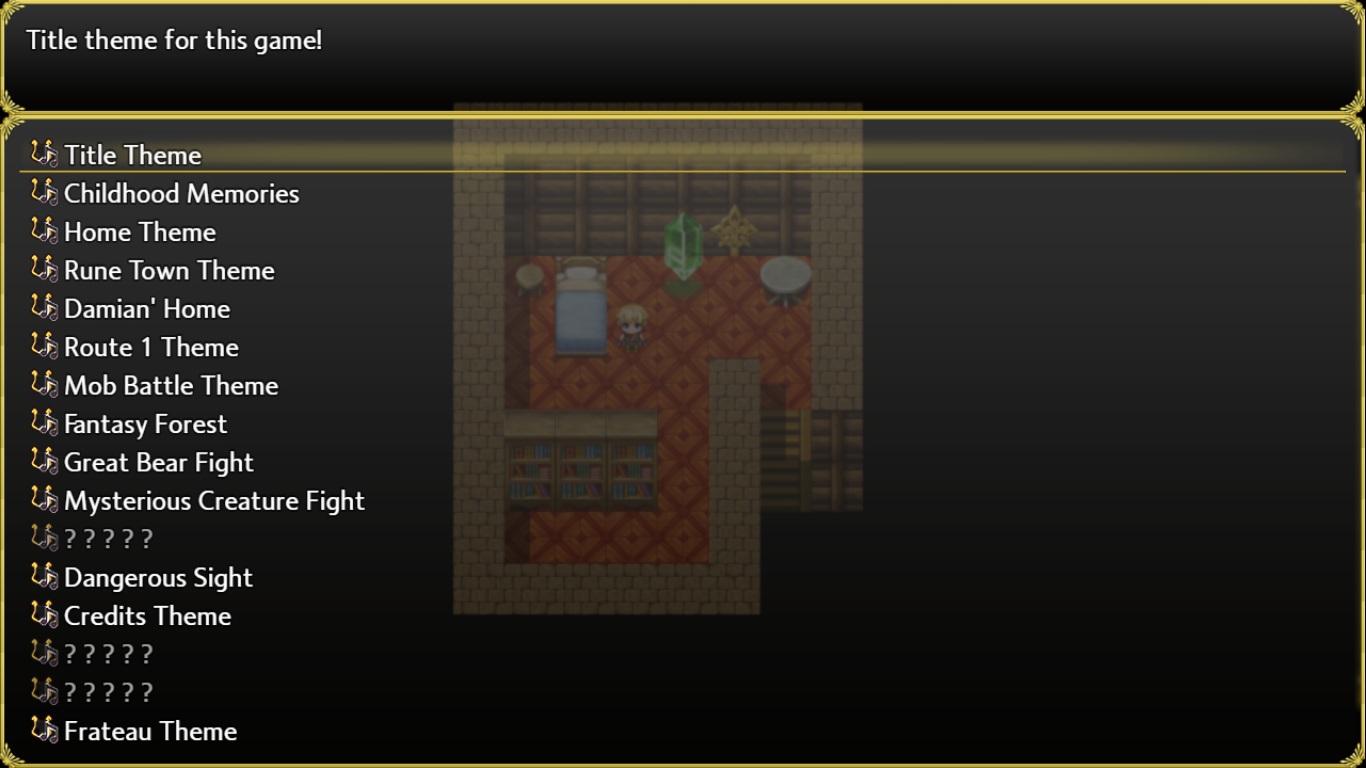 Title theme for this game!
Title Theme
Childhood Memories
Home Theme
Rune Town Theme
Damian' Home
Route 1 Theme
Mob Battle Theme
Fantasy Forest
Great Bear Fight
Mysterious Creature Fight
? ? ? ? ?
Dangerous Sight
Credits Theme
? ? ? ? ?
? ? ? ? ?
Frateau Theme